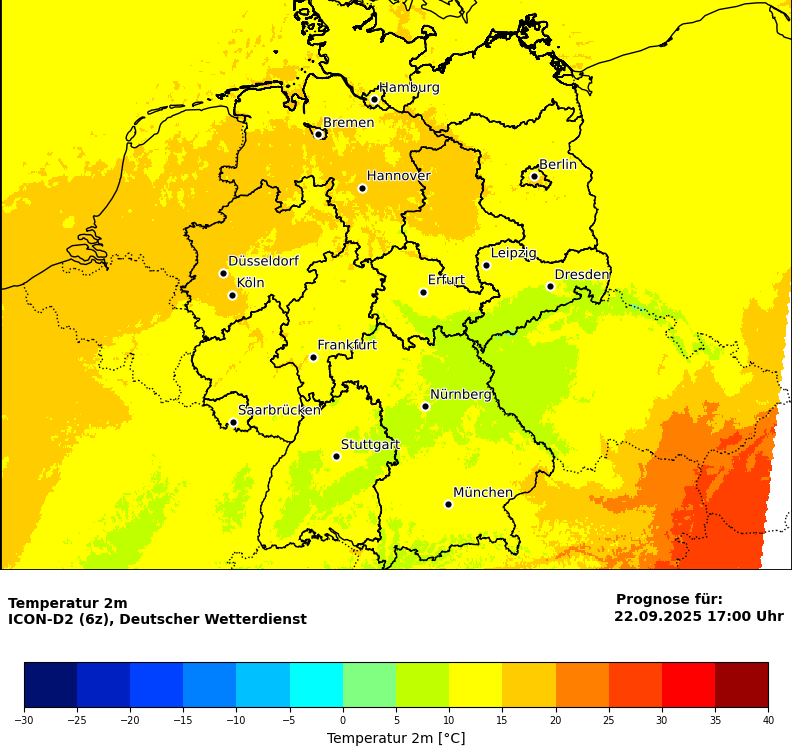 Hamburg
Bremen
Berlin
Hannover
Leipzig
Düsseldorf
Dresden
Köln
Erfurt
Frankfurt
Nürnberg
Saarbrücken
Stuttgart
München
Temperatur 2m
ICON-D2 (6z), Deutscher Wetterdienst
Prognose für:
22.09.2025 17:00 Uhr
−30 −25 −20 −15 −10 −5 0 5 10 15 20 25 30 35 40
Temperatur 2m [°C]